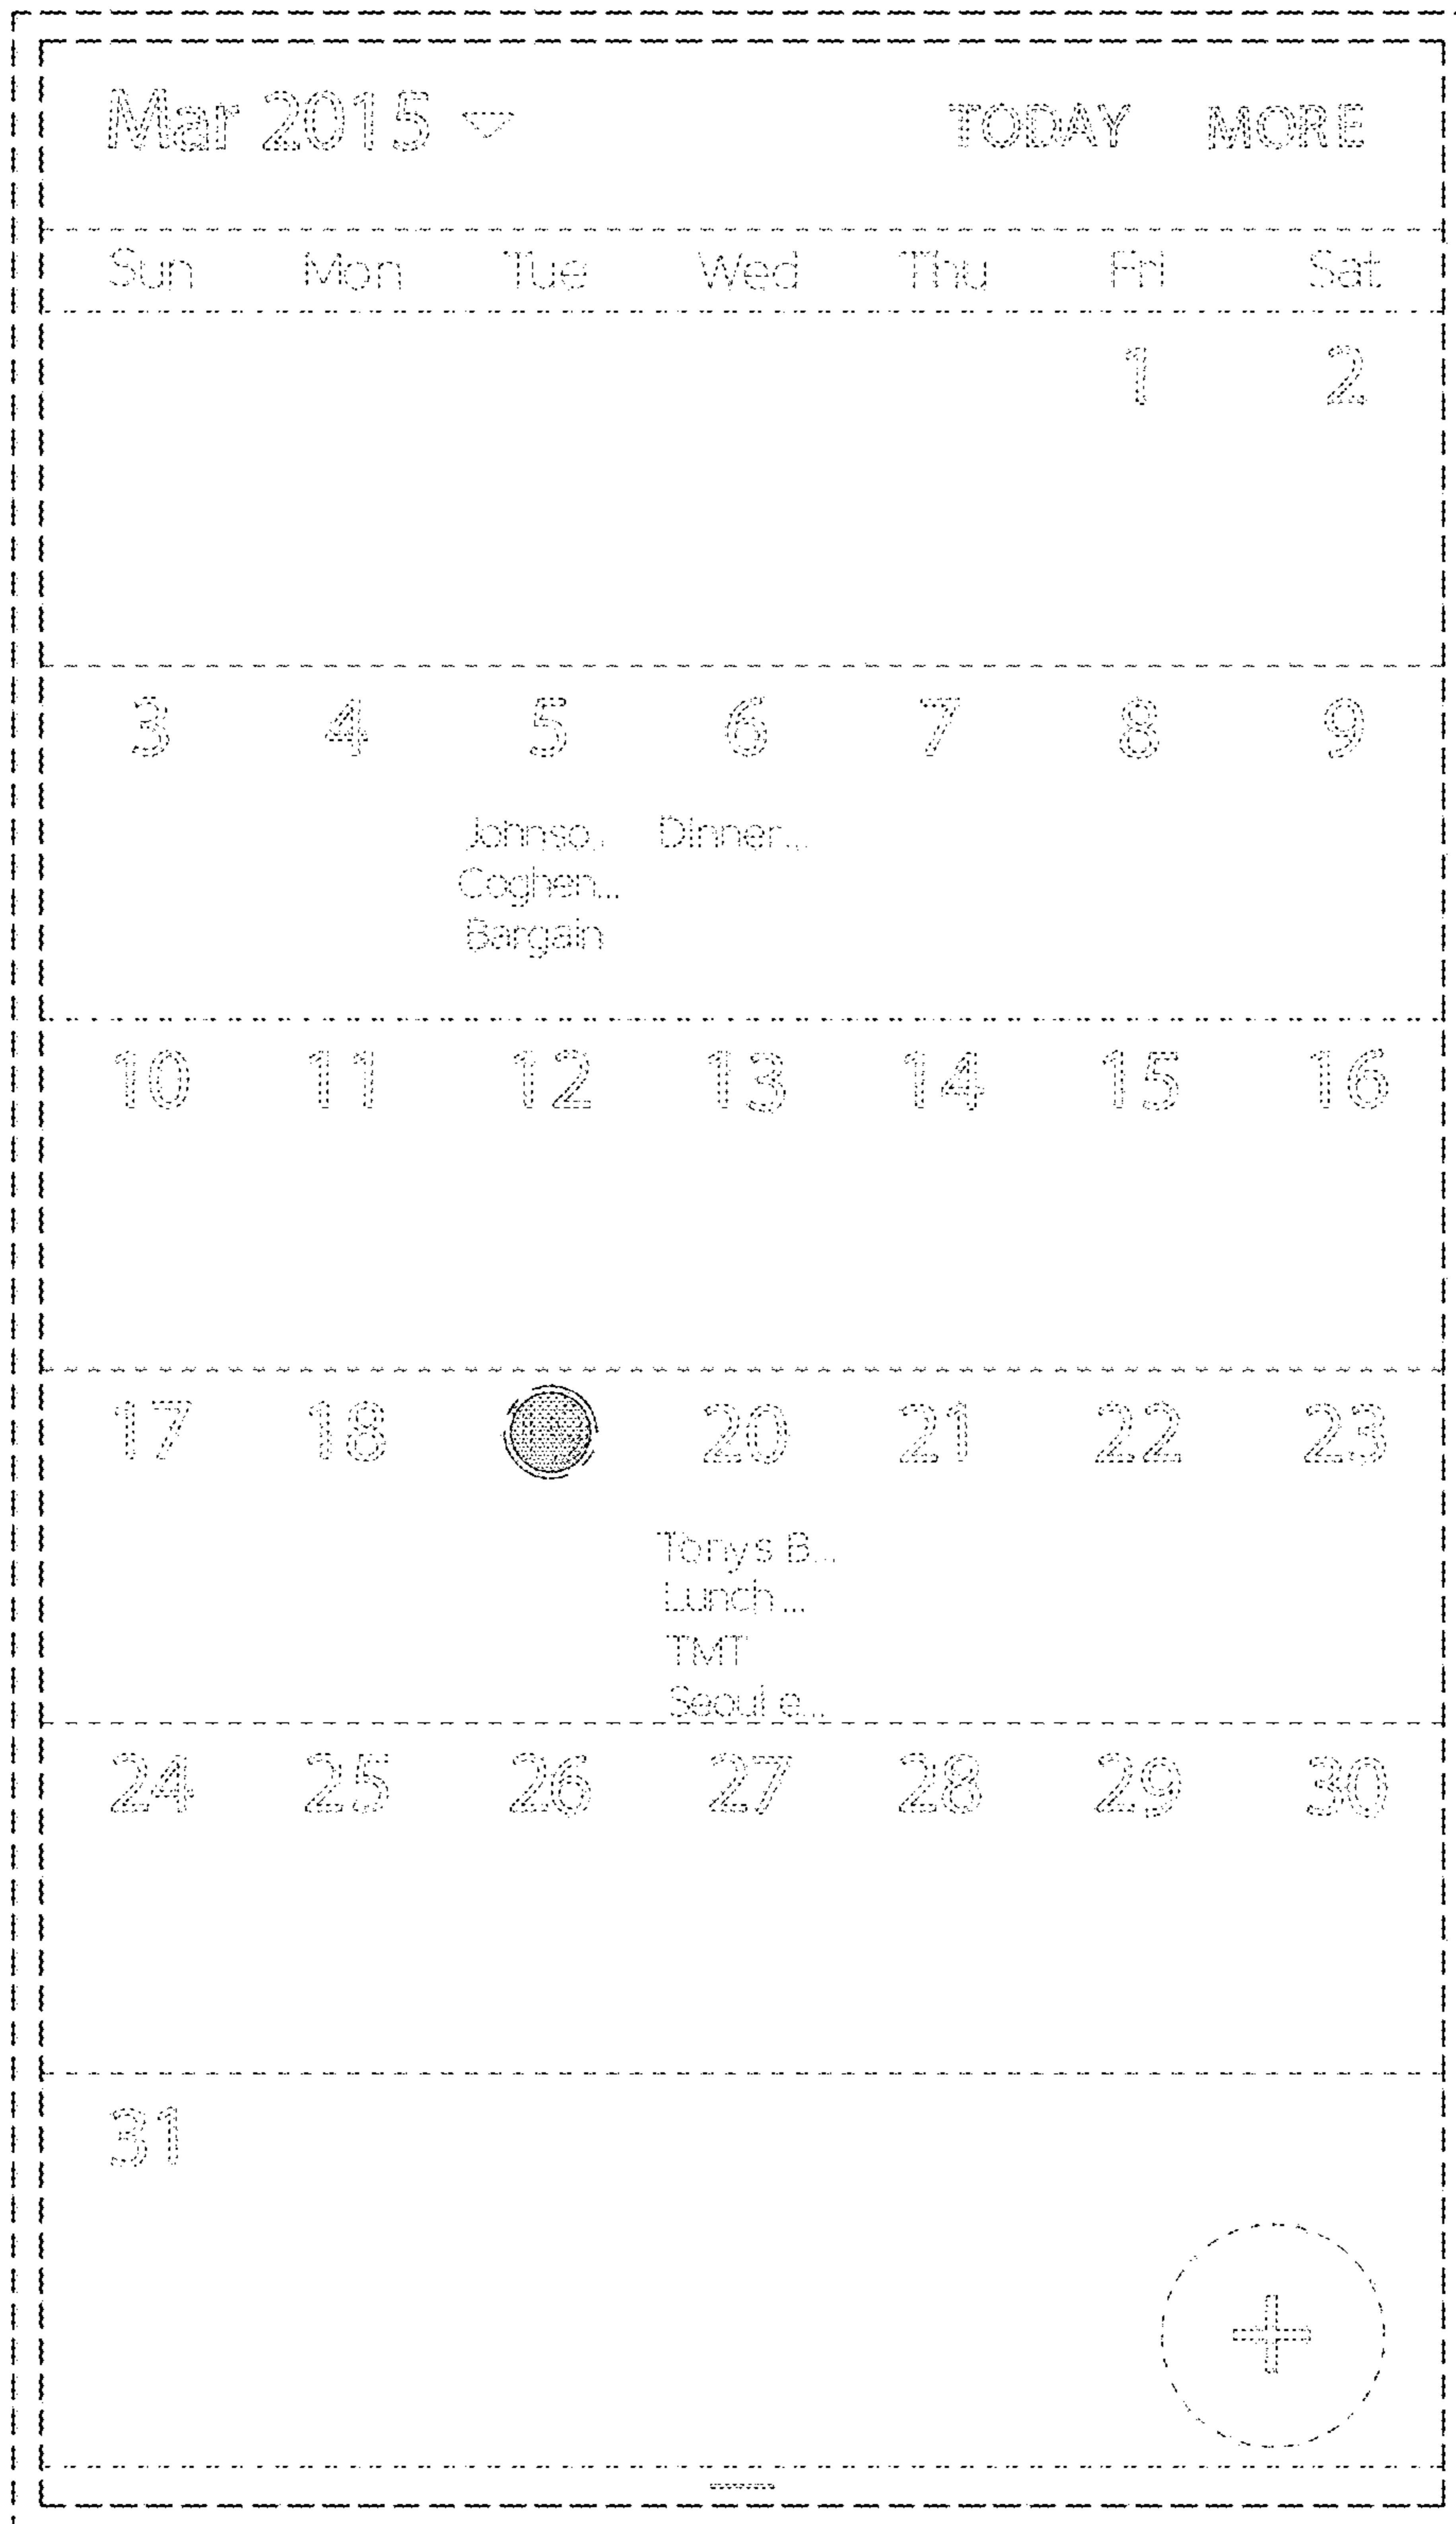 Mar 2015 TODAY MORE
Sun Mon Tue Wed Thu Fri Sat
1 2
3 4 5 6 7 8 9
Johnso.. Dinner...
Coghen...
Bargain
10 11 12 13 14 15 16
17 18 20 21 22 23
Tonys B...
Lunch...
TMT
Seoul e...
24 25 26 27 28 29 30
31